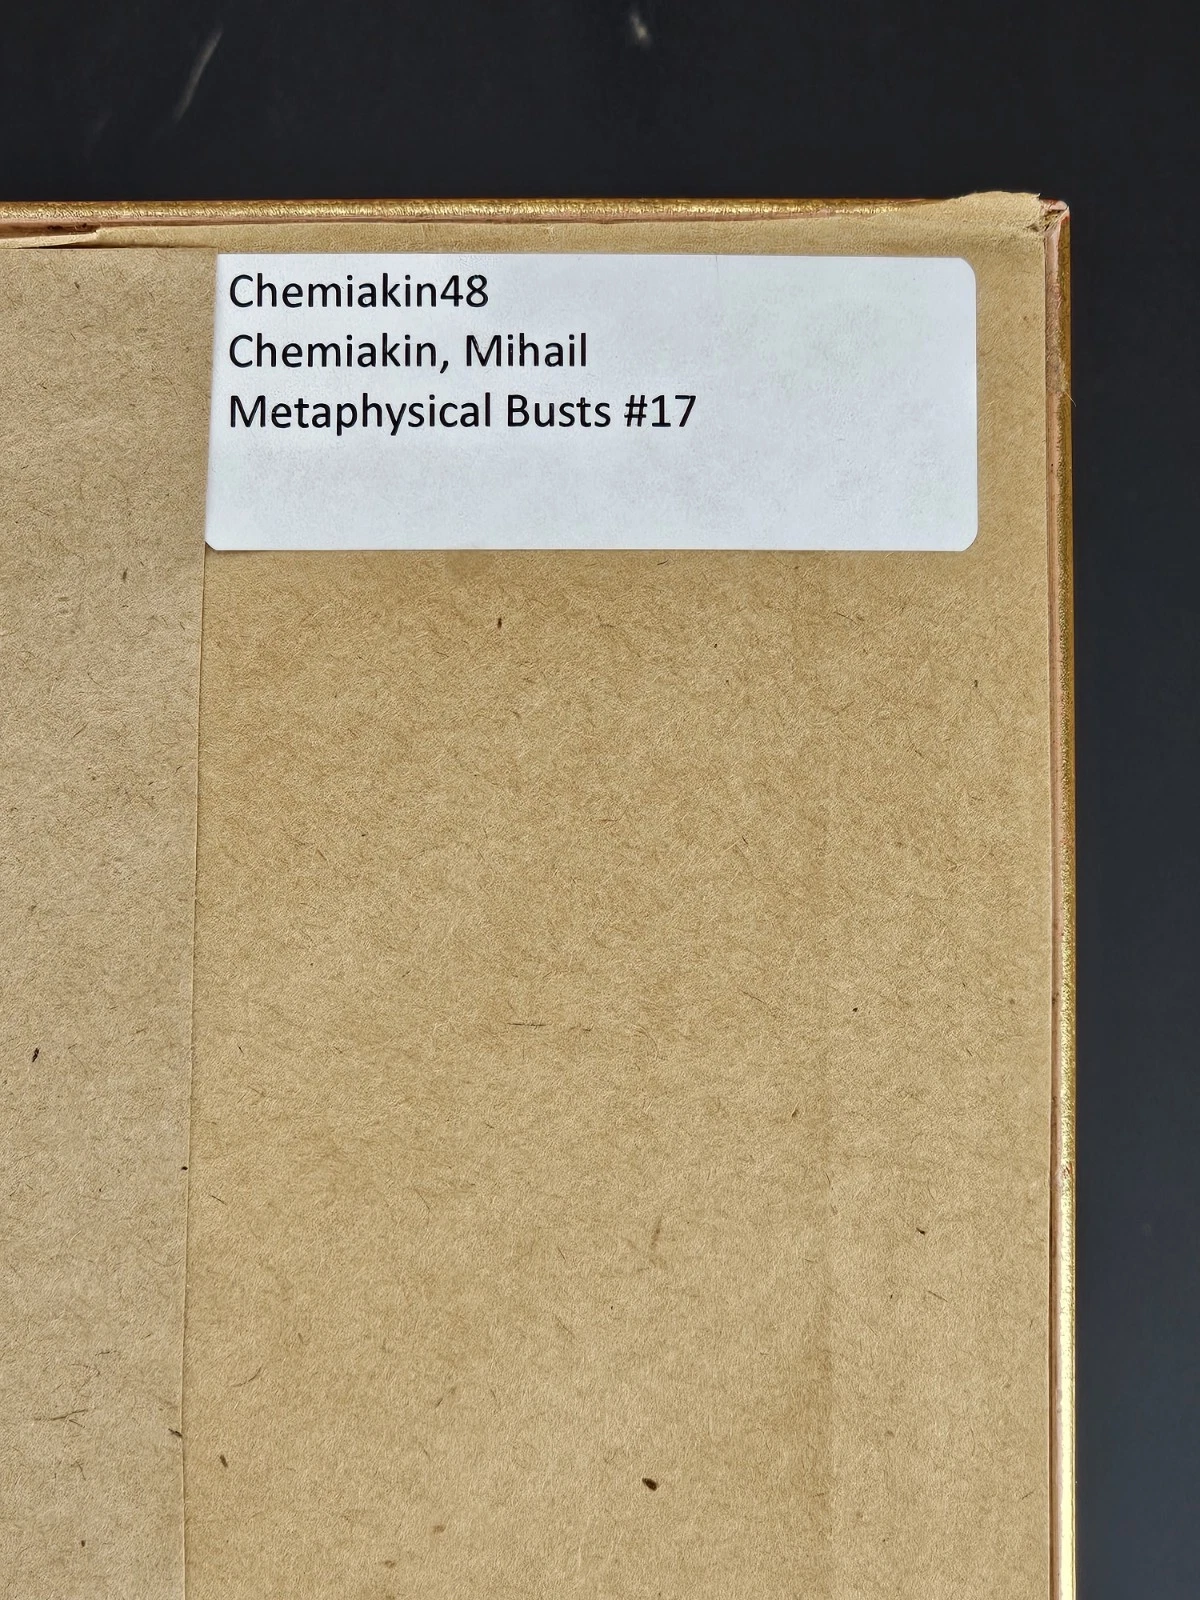 Chemiakin48
Chemiakin, Mihail
Metaphysical Busts #17